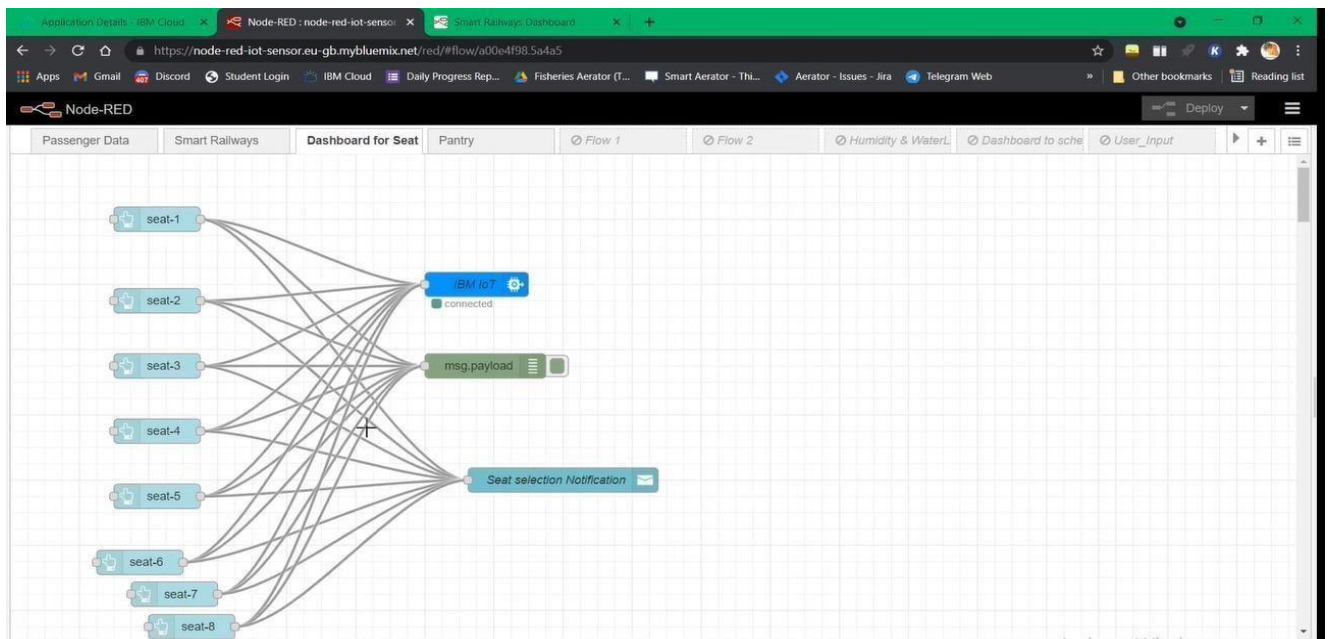 Application Details - IBM Cloud
Node-RED : node-red-iot-sensor
Smart Railways Dashboard
https://node-red-iot-sensor.eu-gb.mybluemix.net/red/#flow/a00e4f98.5a4a5
K
Apps
Gmail
407
Discord
Student Login
IBM Cloud
Daily Progress Rep...
Fisheries Aerator (T...
Smart Aerator - Thi...
Aerator - Issues - Jira
Telegram Web
»
Other bookmarks
Reading list
Node-RED
Deploy
Passenger Data
Smart Railways
Dashboard for Seat
Pantry
Flow 1
Flow 2
Humidity & WaterL
Dashboard to sche
User_Input
seat-1
IBM IoT
seat-2
connected
seat-3
msg.payload
seat-4
Seat selection Notification
seat-5
seat-6
seat-7
seat-8